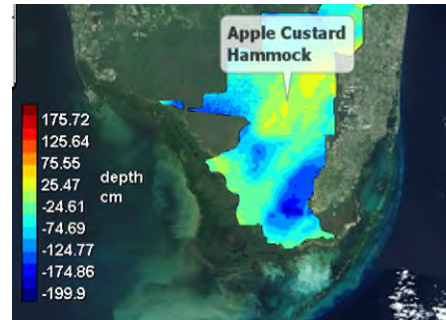 Apple Custard
Hammock
175.72
125.64
75.55
25.47
-24.61
-74.69
-124.77
-174.86
-199.9
depth
cm